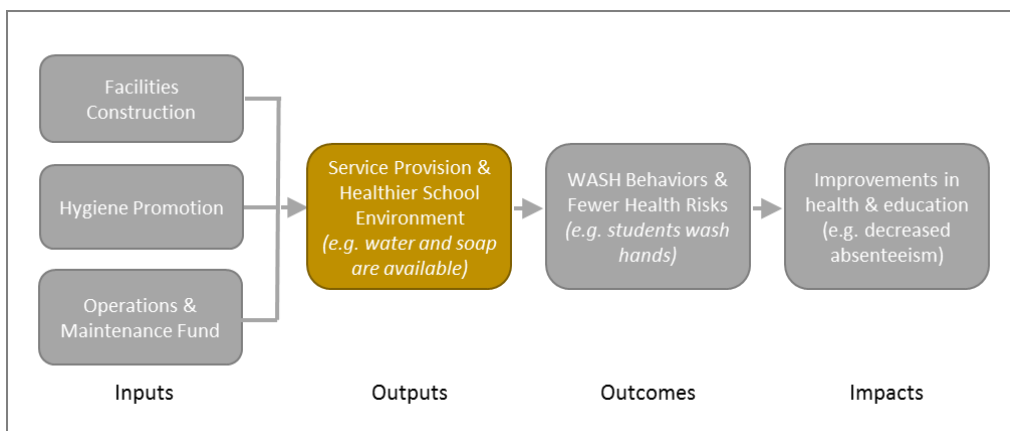 Facilities
Construction
Hygiene Promotion
Operations &
Maintenance Fund
Service Provision &
Healthier School
Environment
(e.g. water and soap
are available)
WASH Behaviors &
Fewer Health Risks
(e.g. students wash
hands)
Improvements in
health & education
(e.g. decreased
absenteeism)
Inputs
Outputs
Outcomes
Impacts